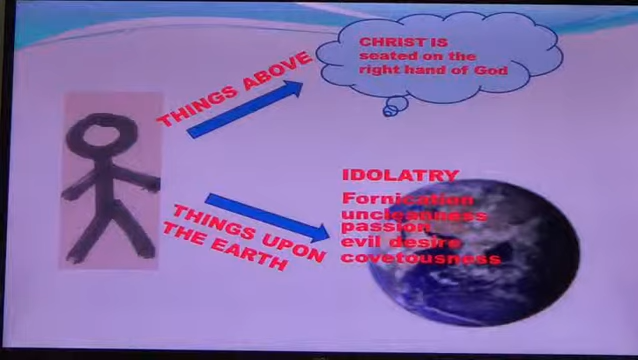 CHRIST IS
seated on the
right hand of God
THINGS ABOVE
IDOLATRY
Fornication
uncleanness
passion
evil desire
covetousness
THINGS UPON
THE EARTH